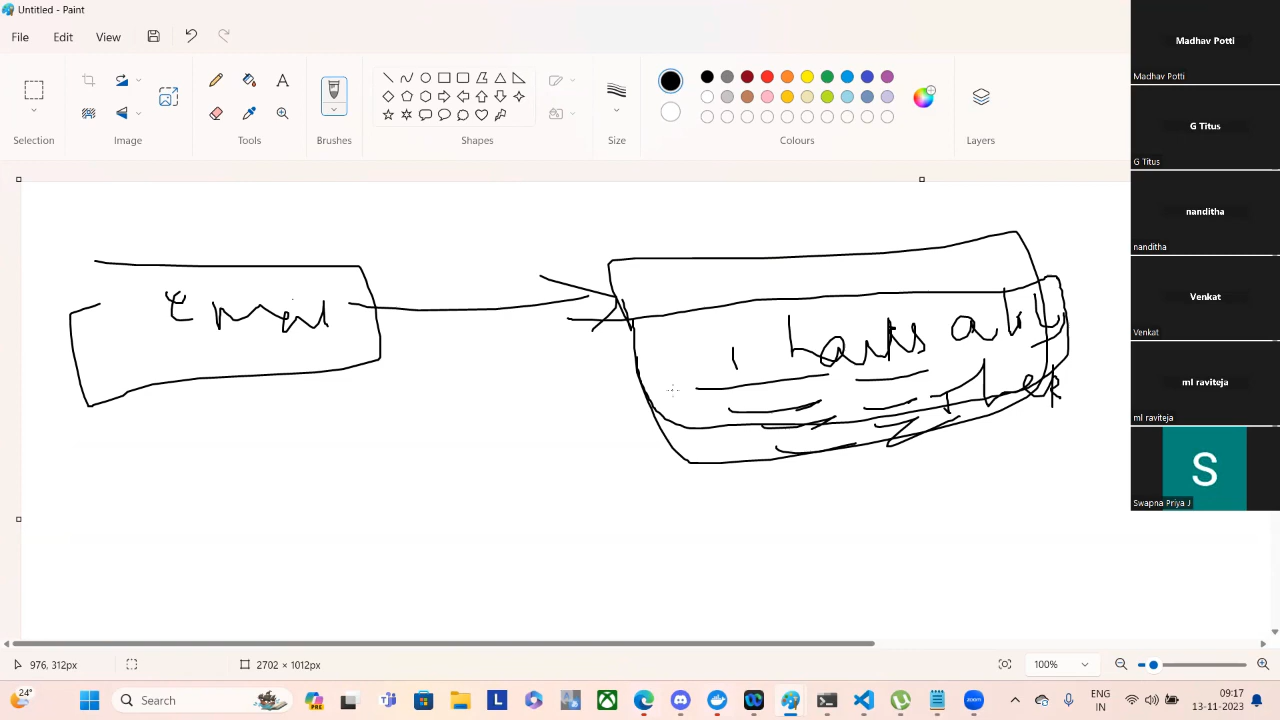 Untitled - Paint
File Edit View
Selection Image Tools Brushes Shapes Size Colours Layers
Madhav Potti
Madhav Potti
G Titus
G Titus
nanditha
nanditha
Venkat
Venkat
ml raviteja
ml raviteja
S
Swapna Priya J
976, 312px 2702 × 1012px 100%
24° Search ENG IN 09:17 13-11-2023